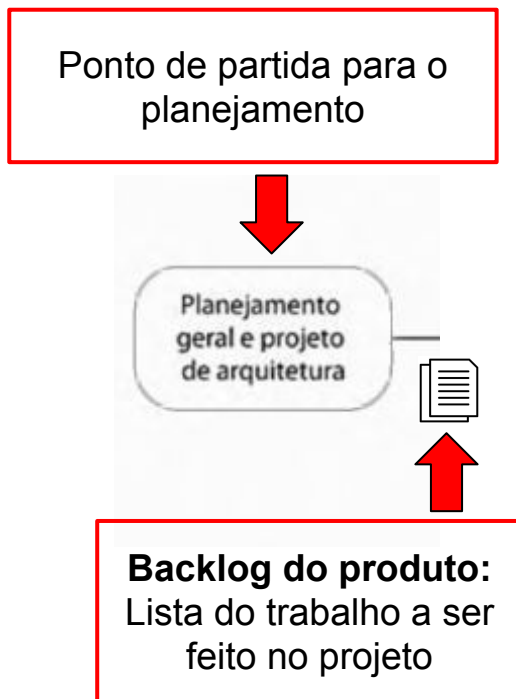 Ponto de partida para o
planejamento
Planejamento
geral e projeto
de arquitetura
Backlog do produto:
Lista do trabalho a ser
feito no projeto